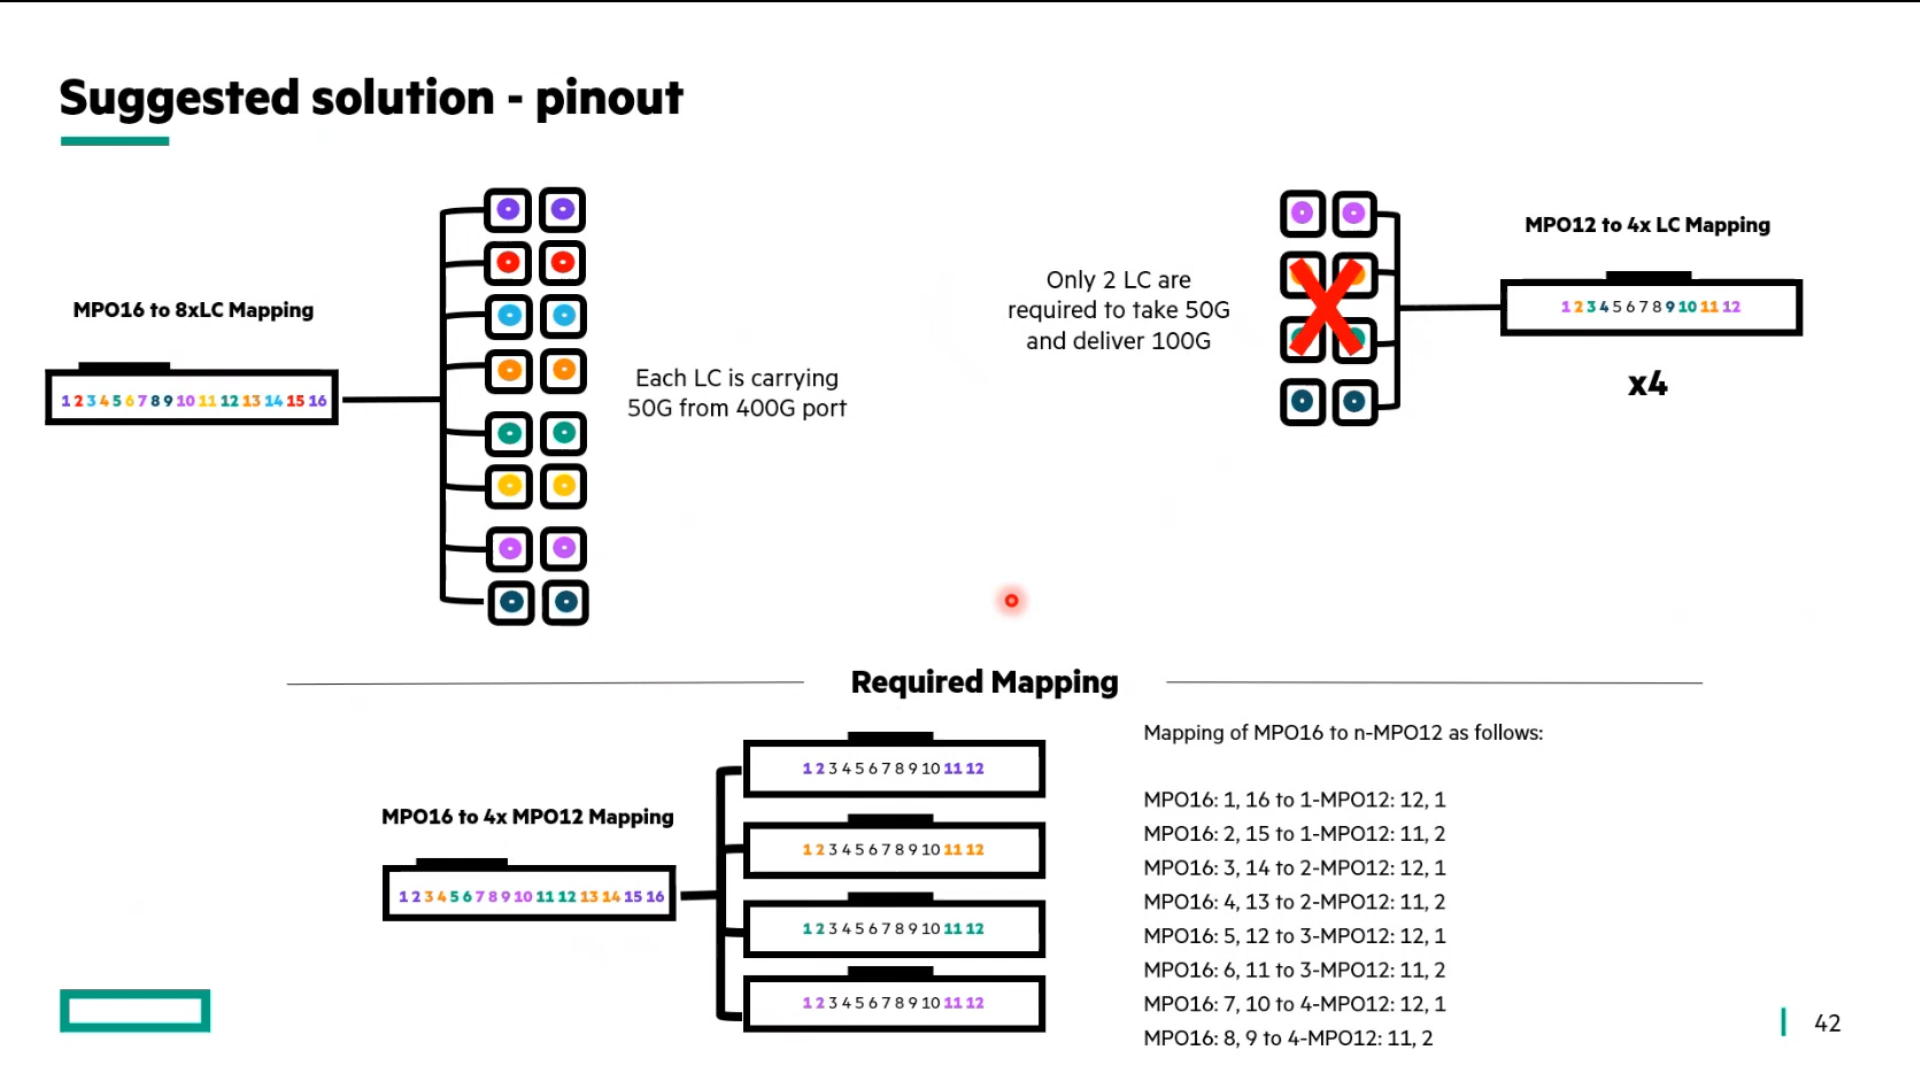 Suggested solution - pinout
MPO16 to 8xLC Mapping
1 2 3 4 5 6 7 8 9 10 11 12 13 14 15 16
Each LC is carrying
50G from 400G port
Only 2 LC are
required to take 50G
and deliver 100G
MPO12 to 4x LC Mapping
1 2 3 4 5 6 7 8 9 10 11 12
x4
Required Mapping
MPO16 to 4x MPO12 Mapping
1 2 3 4 5 6 7 8 9 10 11 12 13 14 15 16
1 2 3 4 5 6 7 8 9 10 11 12
1 2 3 4 5 6 7 8 9 10 11 12
1 2 3 4 5 6 7 8 9 10 11 12
1 2 3 4 5 6 7 8 9 10 11 12
Mapping of MPO16 to n-MPO12 as follows:
MPO16: 1, 16 to 1-MPO12: 12, 1
MPO16: 2, 15 to 1-MPO12: 11, 2
MPO16: 3, 14 to 2-MPO12: 12, 1
MPO16: 4, 13 to 2-MPO12: 11, 2
MPO16: 5, 12 to 3-MPO12: 12, 1
MPO16: 6, 11 to 3-MPO12: 11, 2
MPO16: 7, 10 to 4-MPO12: 12, 1
MPO16: 8, 9 to 4-MPO12: 11, 2
42